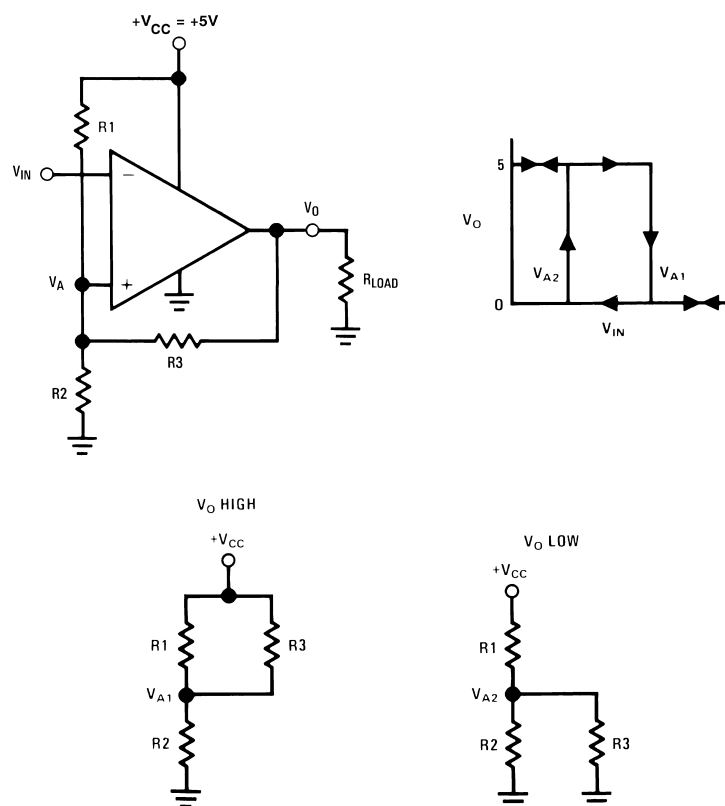 +VCC = +5V
R1
VIN
−
VO
VA
+
RLOAD
R3
R2
5
VO
VA2
VA1
0
VIN
VO HIGH
+VCC
R1
R3
VA1
R2
VO LOW
+VCC
R1
VA2
R2
R3